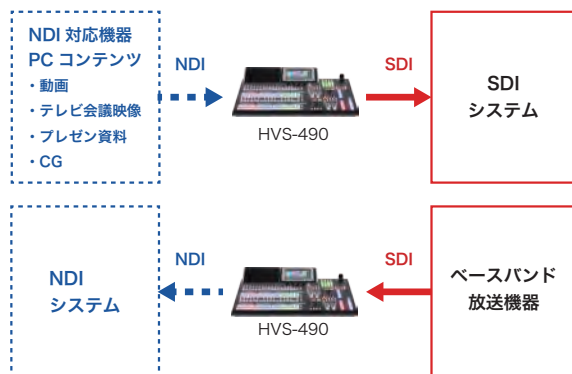 NDI 対応機器
PC コンテンツ
・動画
・テレビ会議映像
・プレゼン資料
・CG
NDI
HVS-490
SDI
SDI
システム
NDI
システム
NDI
HVS-490
SDI
ベースバンド
放送機器